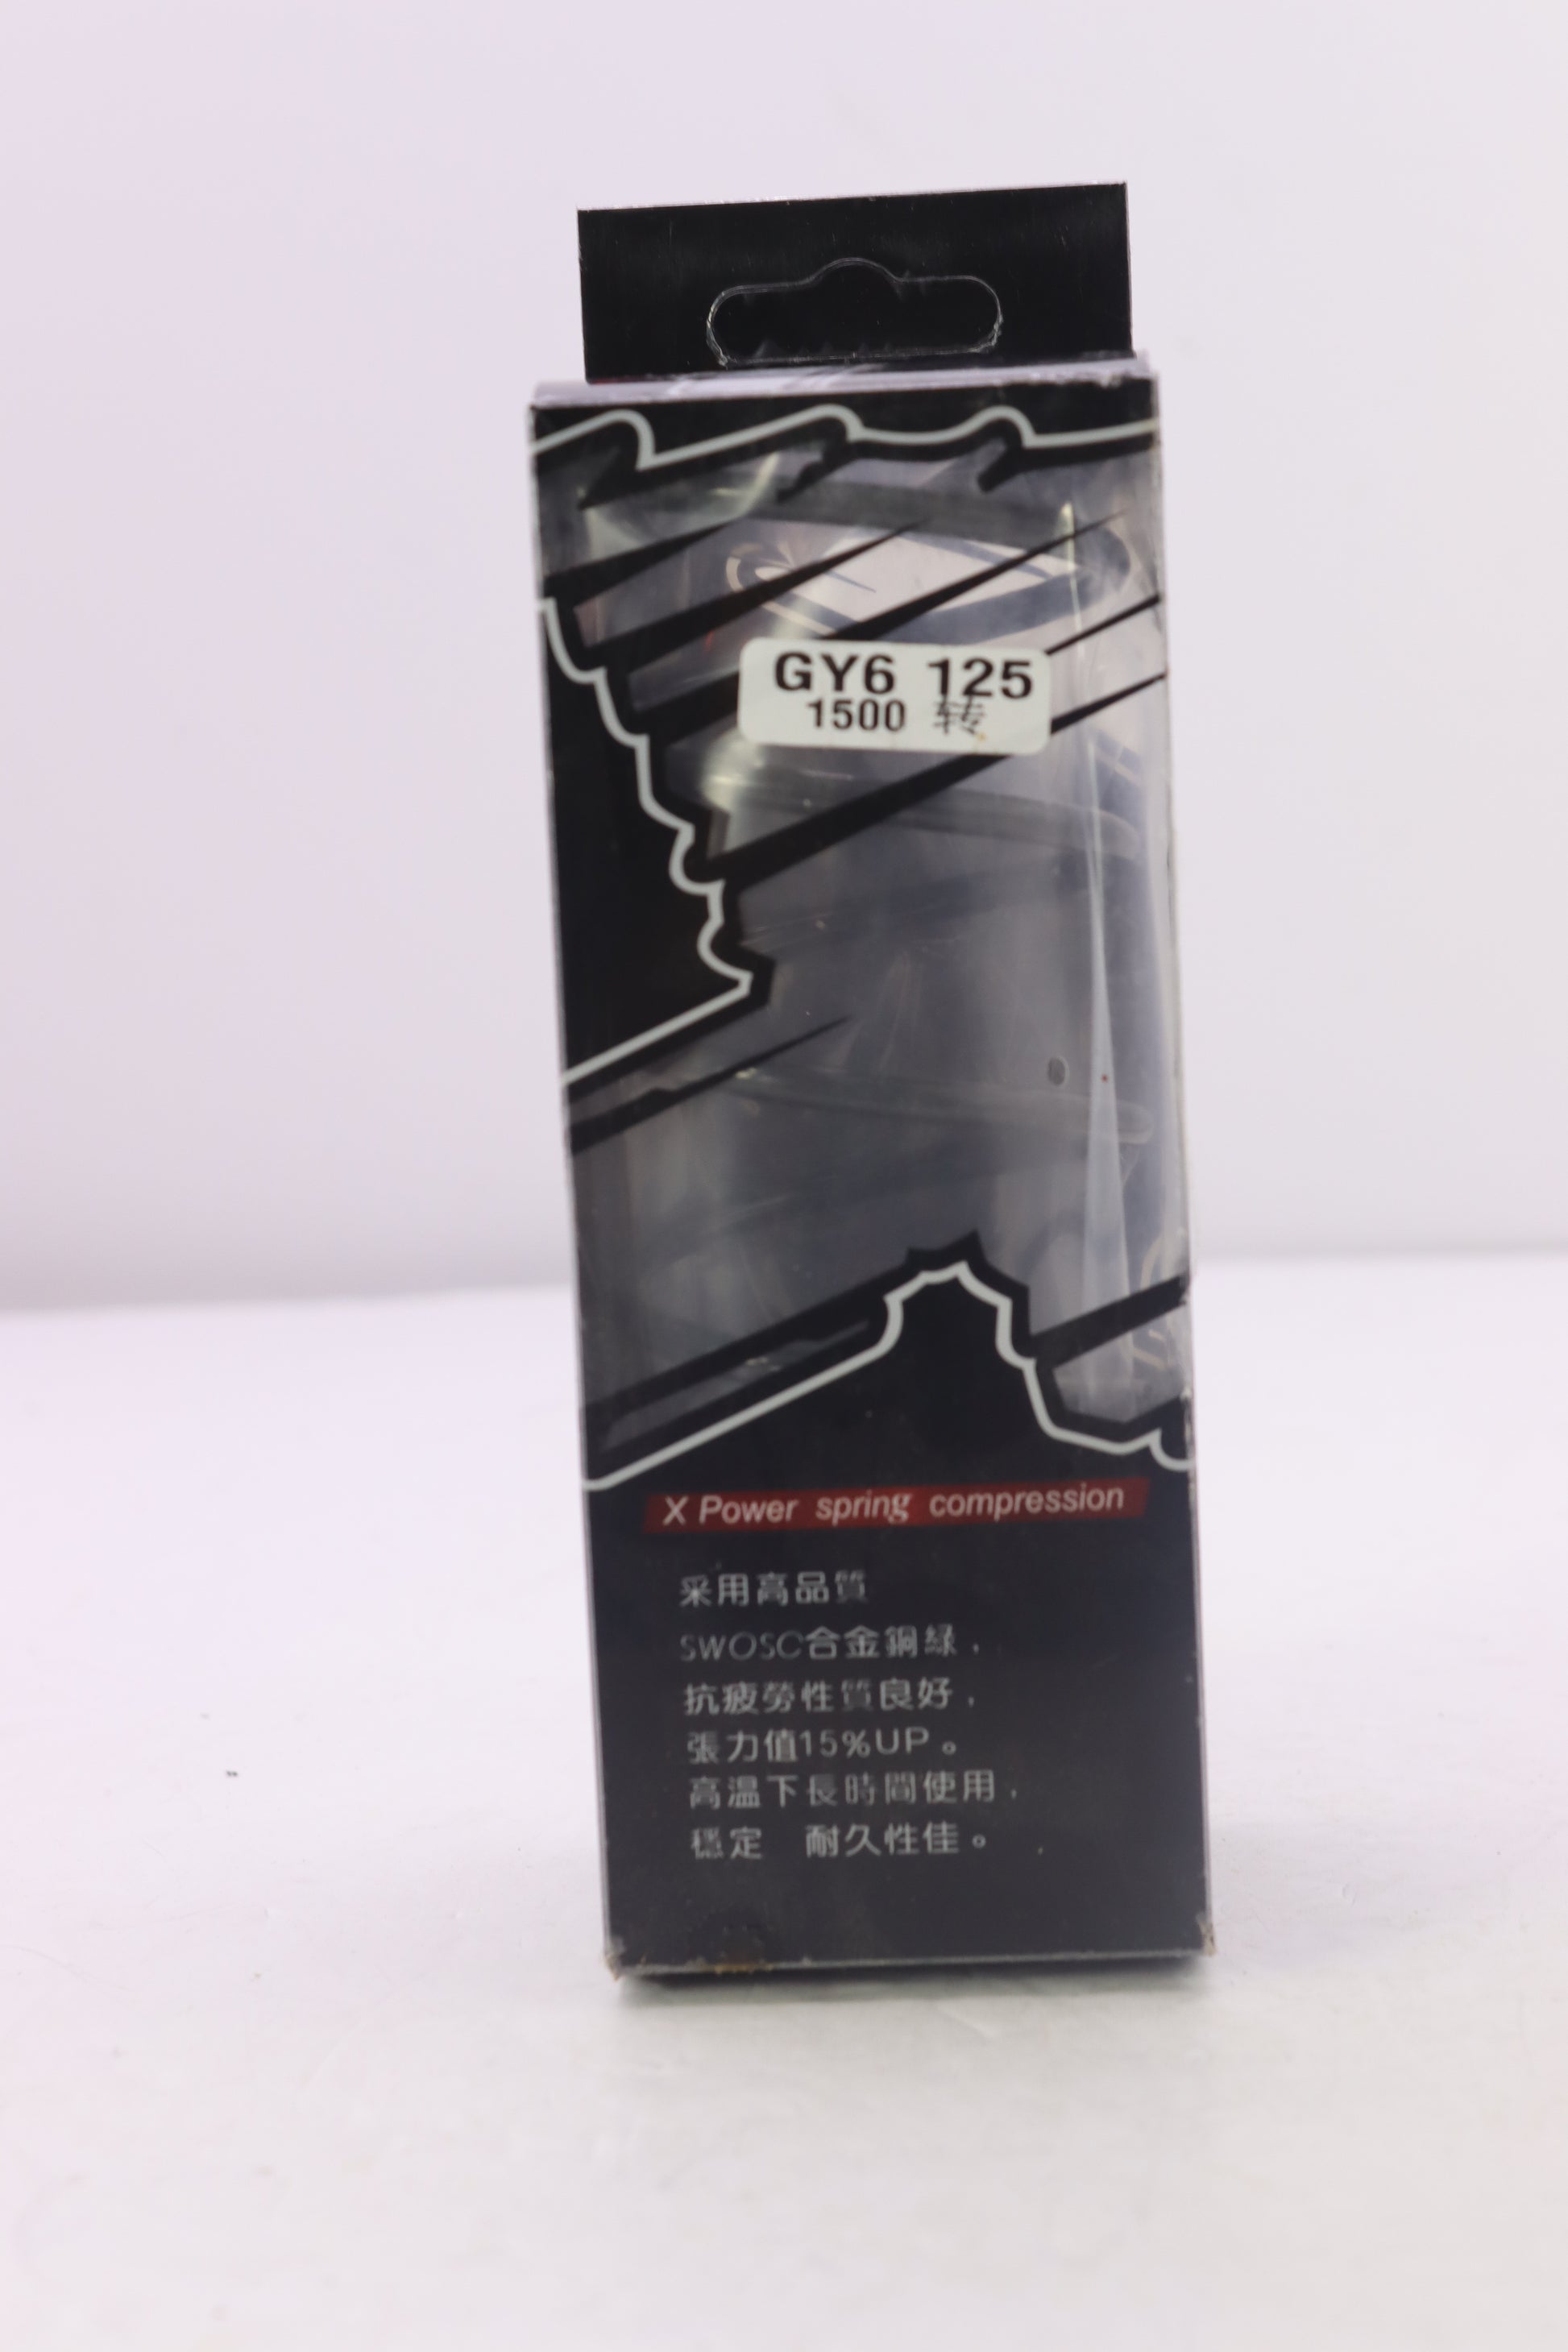 GY6 125
1500 转
X Power spring compression
采用高品質
SWOSC合金鋼緑，
抗疲勞性質良好，
張力值15%UP。
高温下長時間使用，
穩定 耐久性佳。